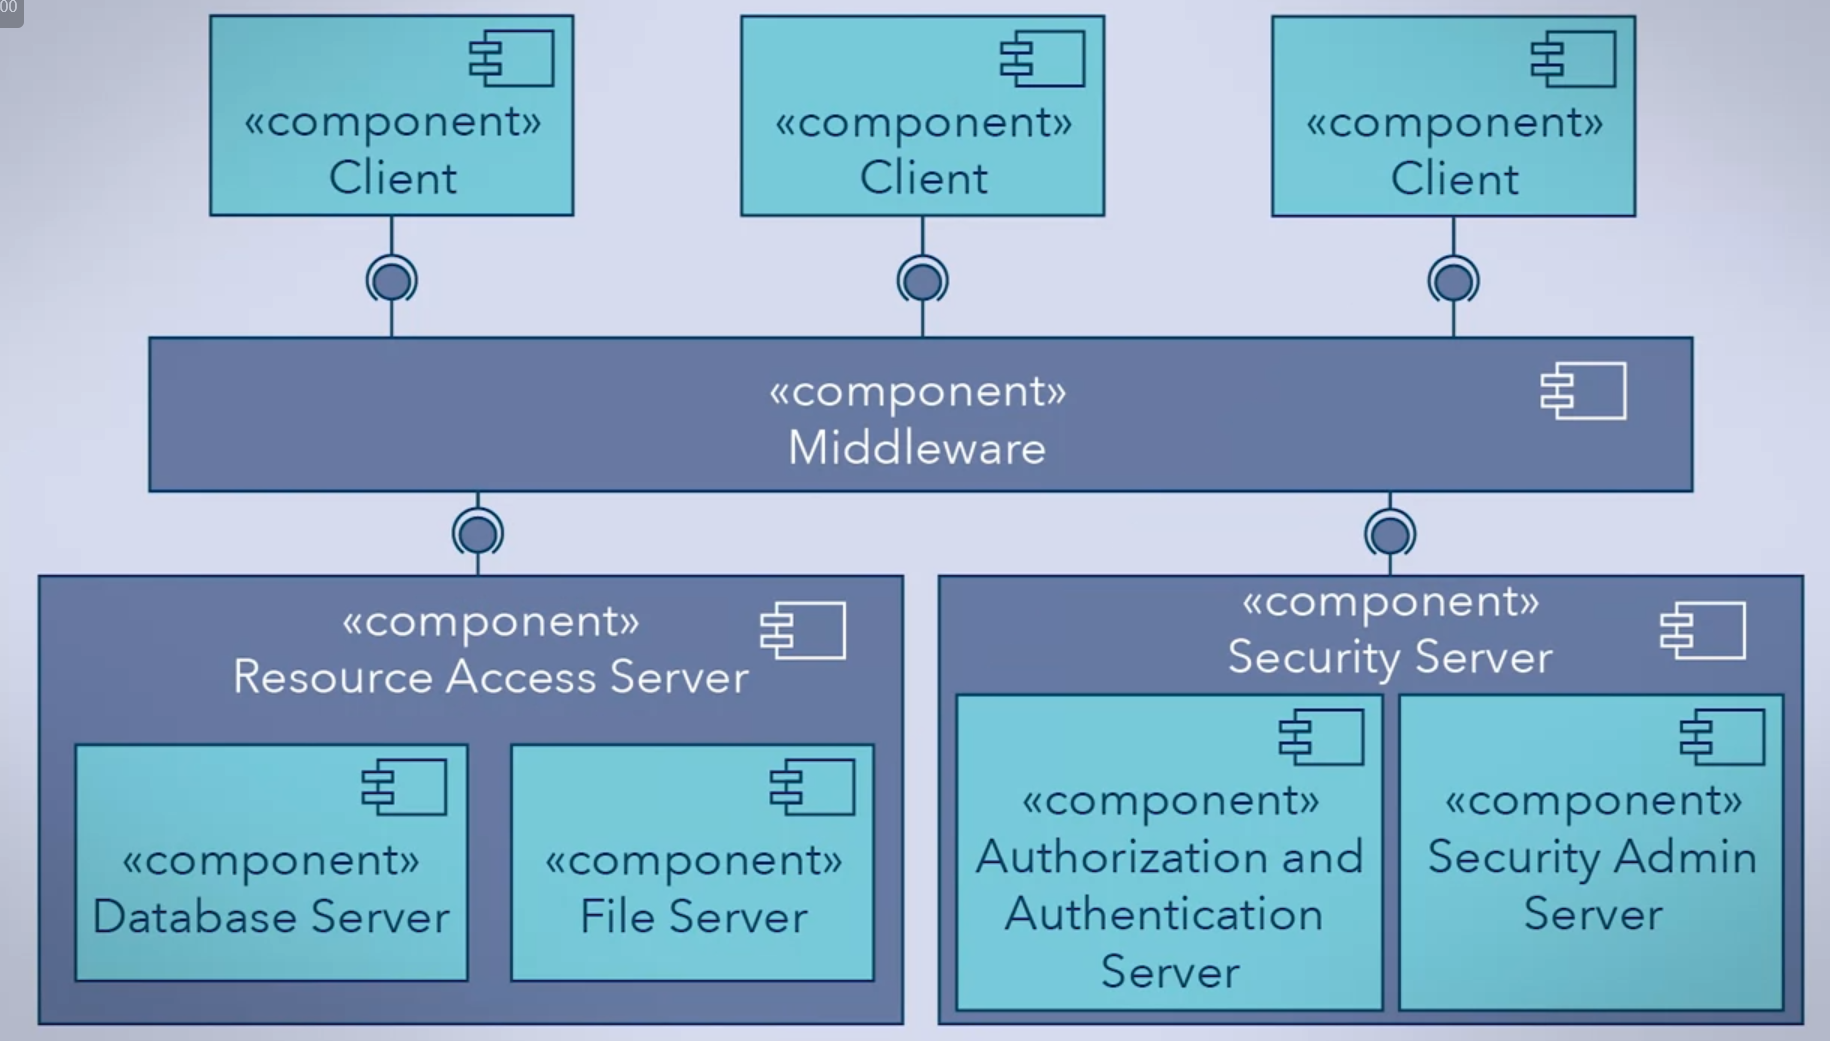 00
«component»
Client
«component»
Client
«component»
Client
«component»
Middleware
«component»
Resource Access Server
«component»
Database Server
«component»
File Server
«component»
Security Server
«component»
Authorization and
Authentication
Server
«component»
Security Admin
Server